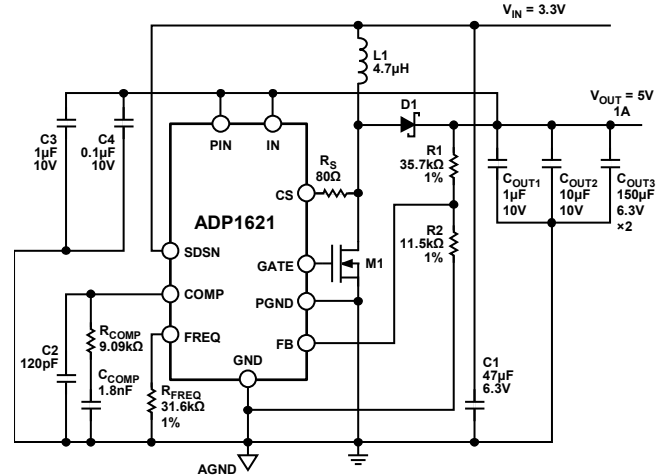 V_IN = 3.3V
L1
4.7µH
V_OUT = 5V
1A
D1
C3
1µF
10V
C4
0.1µF
10V
PIN
IN
R_S
80Ω
R1
35.7kΩ
1%
C_OUT1
1µF
10V
C_OUT2
10µF
10V
C_OUT3
150µF
6.3V
×2
CS
ADP1621
R2
11.5kΩ
1%
SDSN
GATE
M1
COMP
PGND
FREQ
FB
C2
120pF
R_COMP
9.09kΩ
C_COMP
1.8nF
GND
R_FREQ
31.6kΩ
1%
C1
47µF
6.3V
AGND